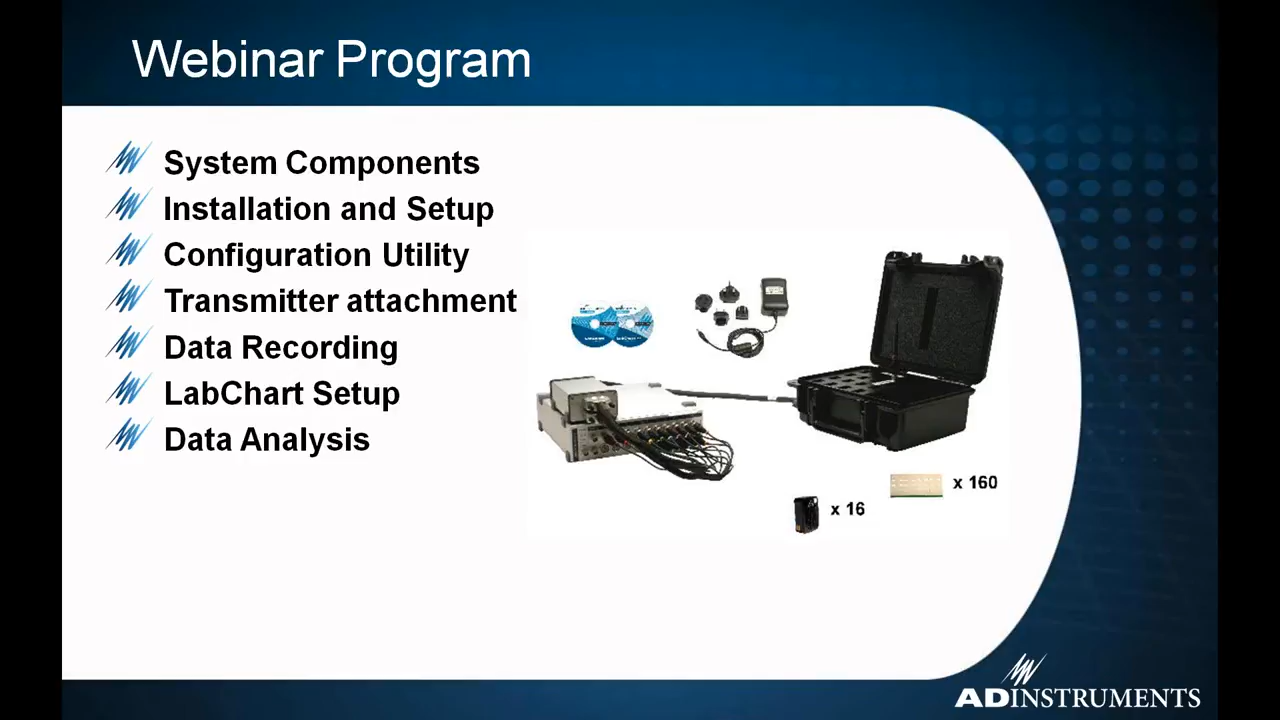 Webinar Program
System Components
Installation and Setup
Configuration Utility
Transmitter attachment
Data Recording
LabChart Setup
Data Analysis
x 160
x 16
ADINSTRUMENTS